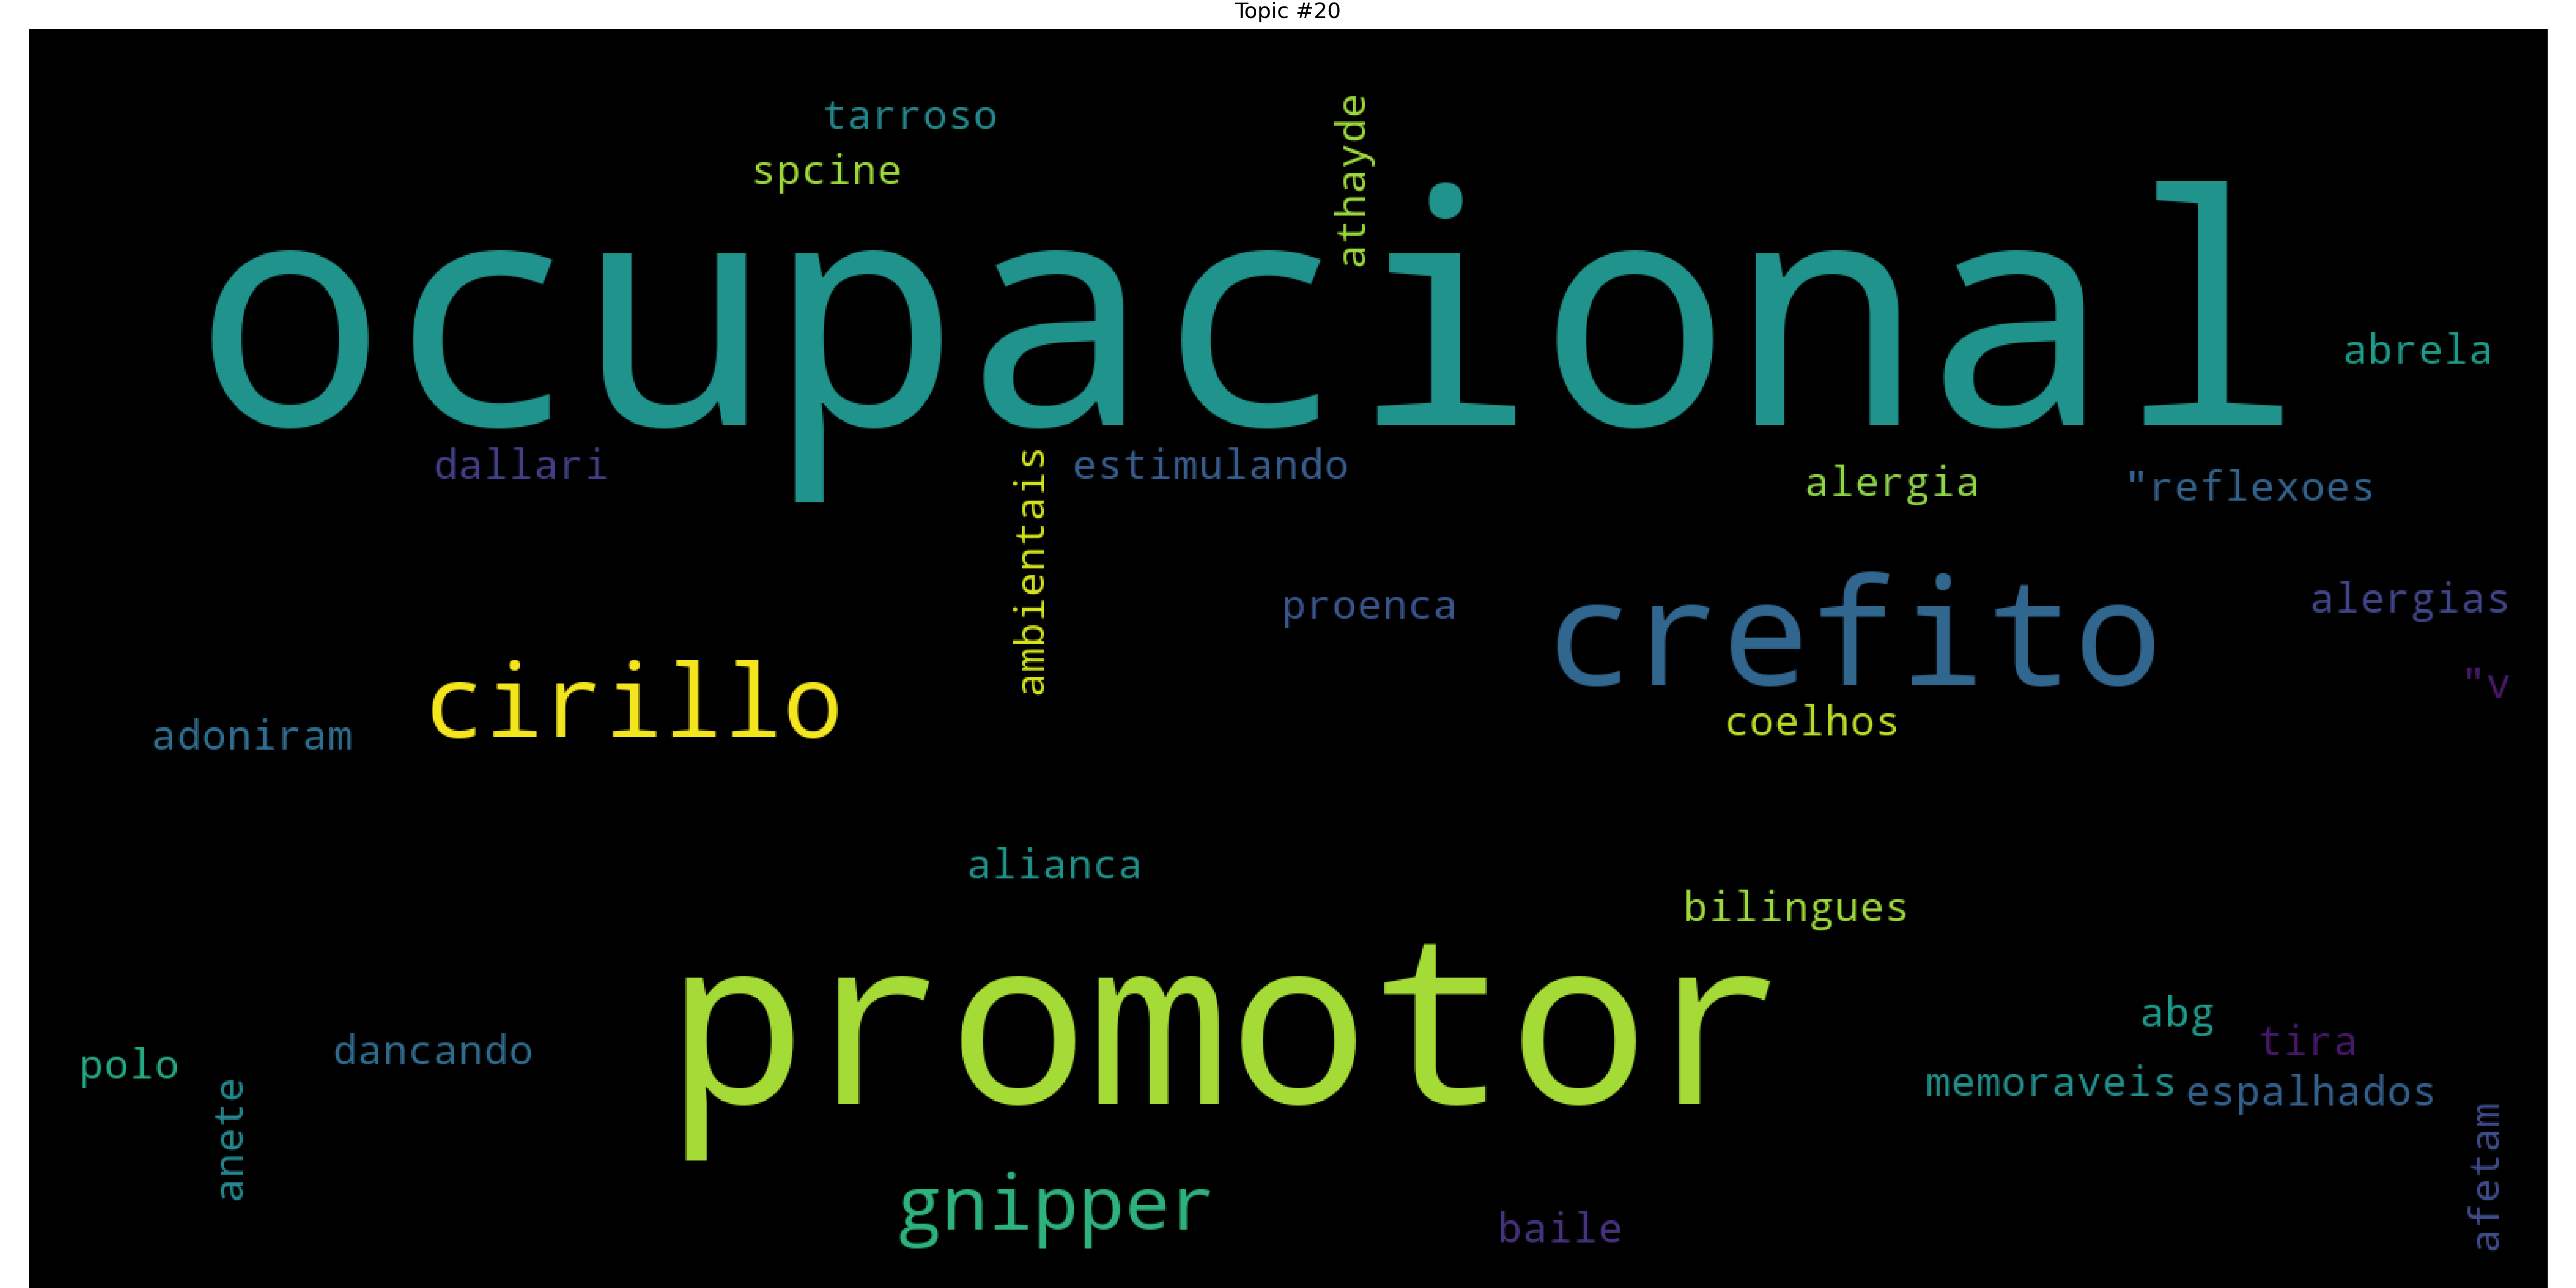 Topic #20
tarroso
athayde
spcine
ocupacional
abrela
dallari
estimulando
alergia
"reflexoes
ambientais
proenca
crefito
alergias
"v
cirillo
coelhos
adoniram
alianca
bilingues
promotor
abg
tira
polo
dancando
memoraveis
espalhados
anete
afetam
gnipper
baile